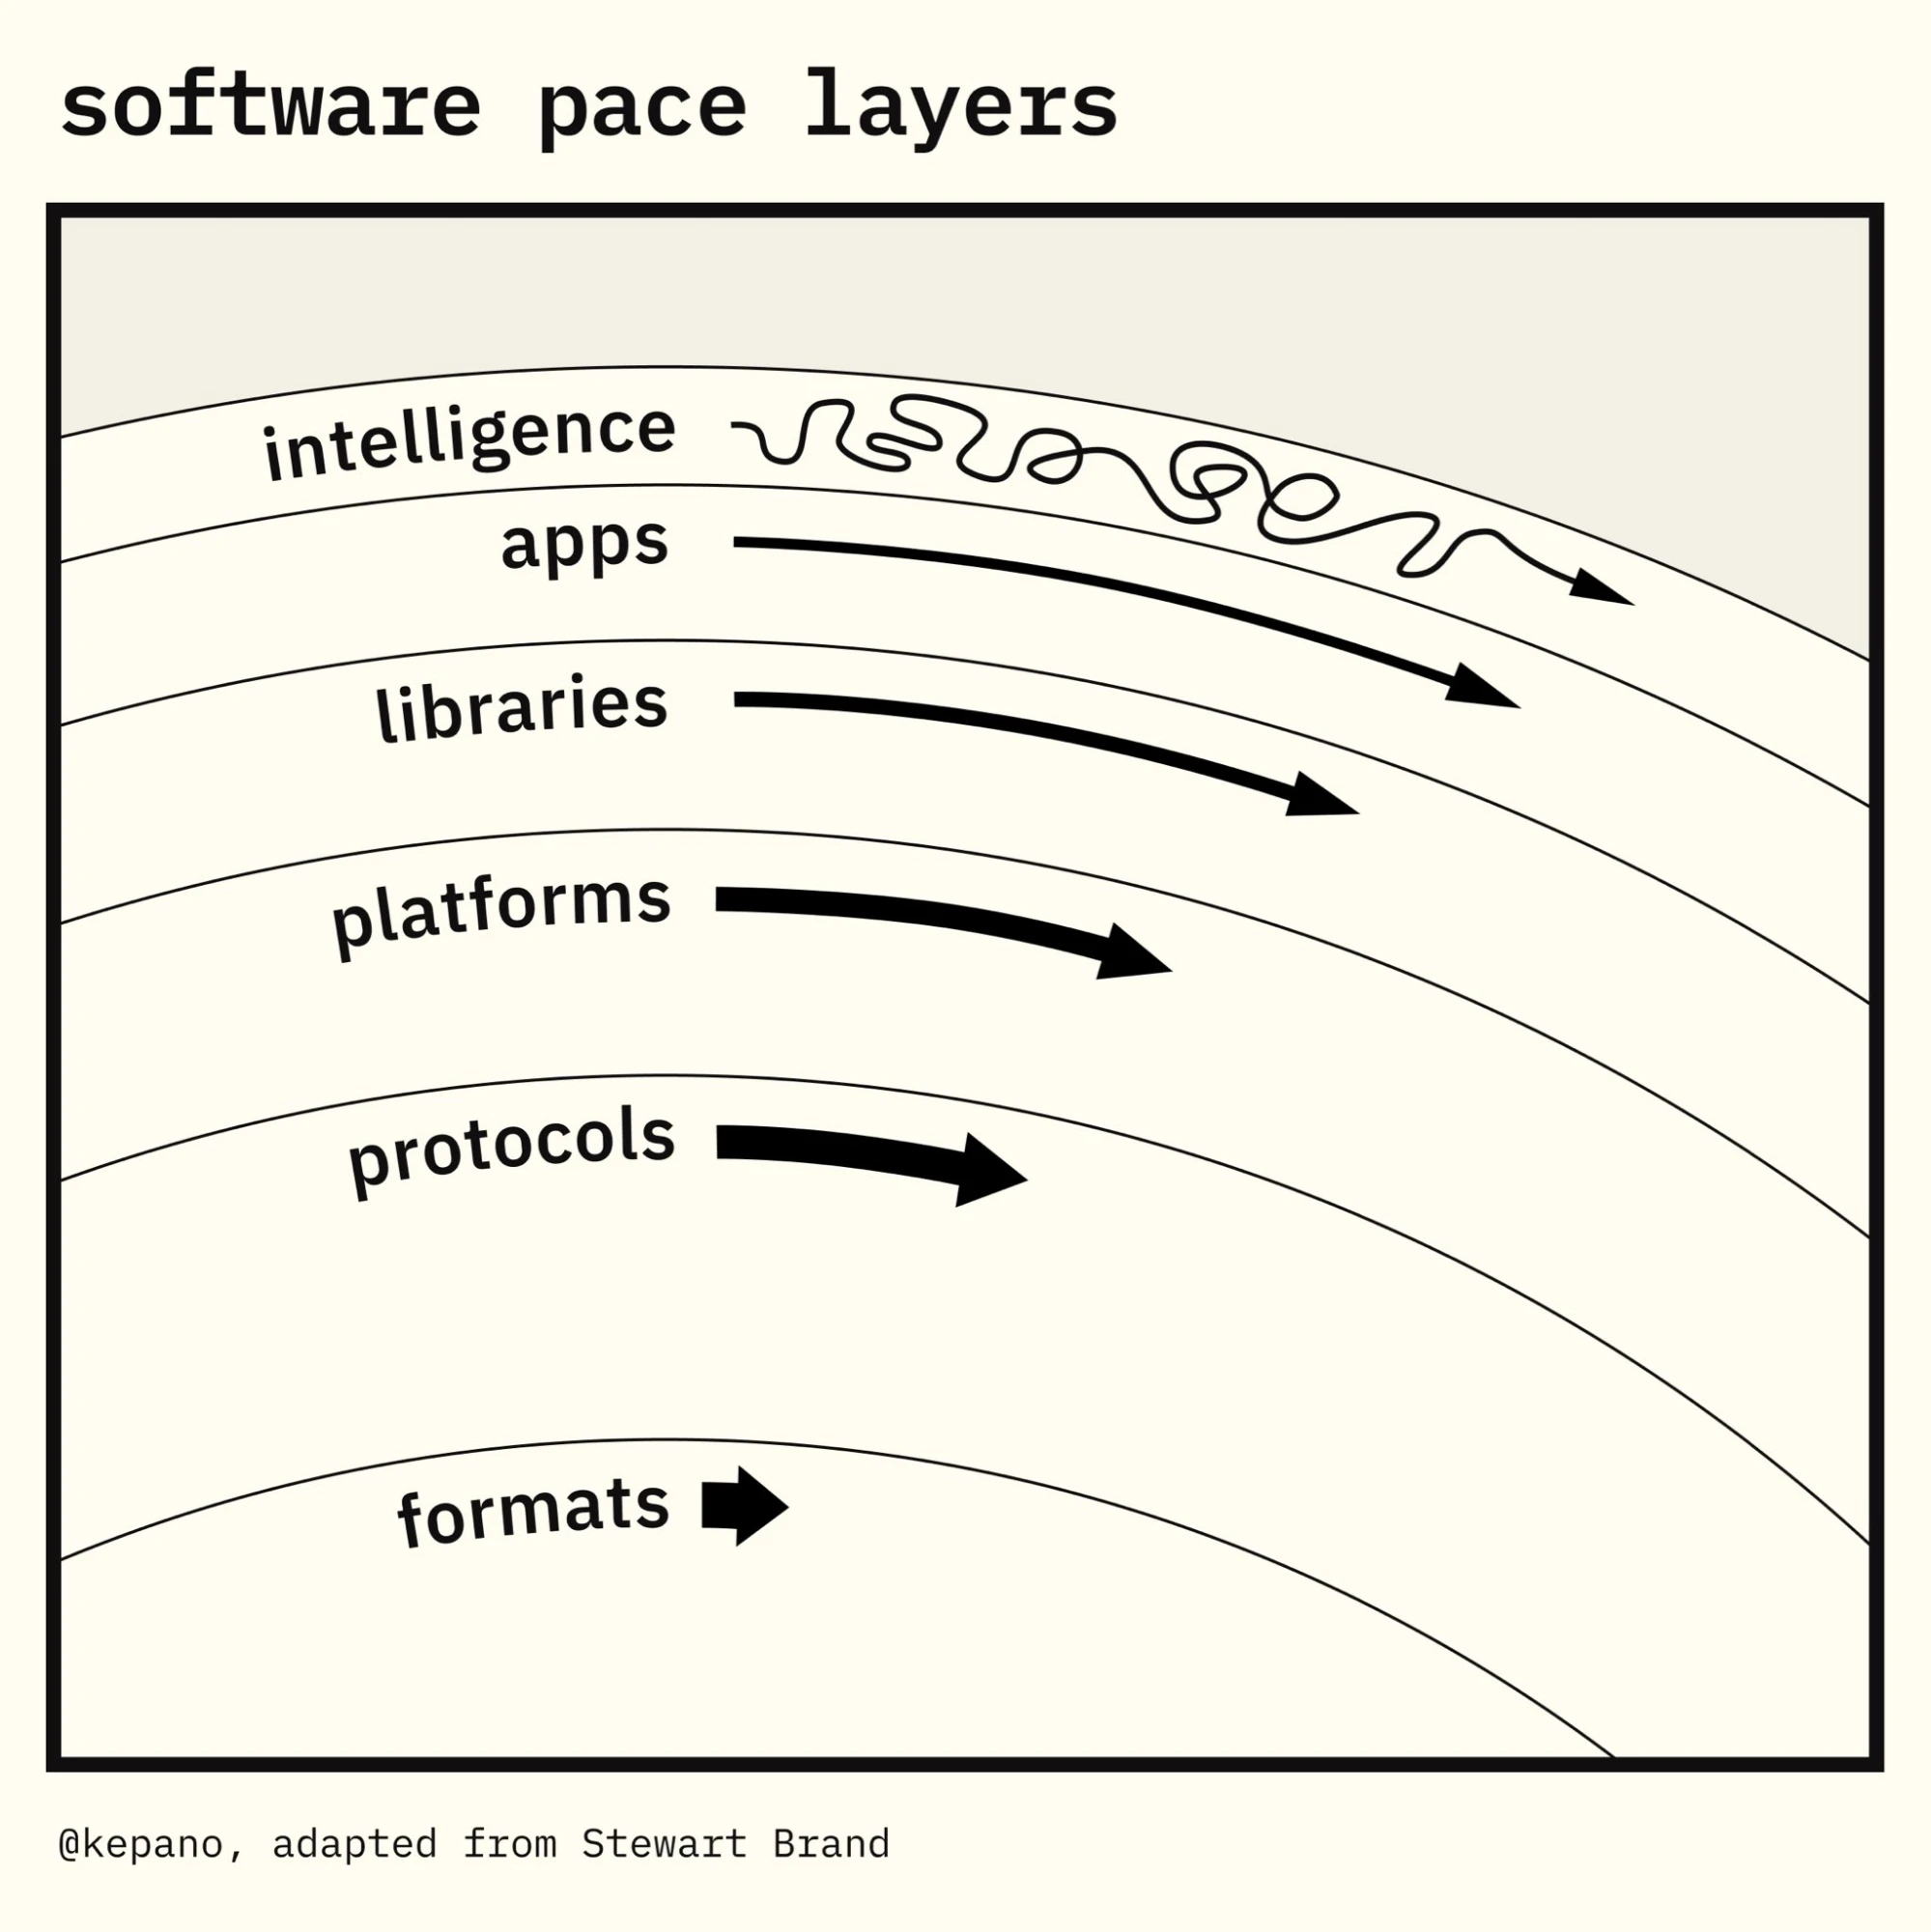 software pace layers
intelligence
apps
libraries
platforms
protocols
formats
@kepano, adapted from Stewart Brand